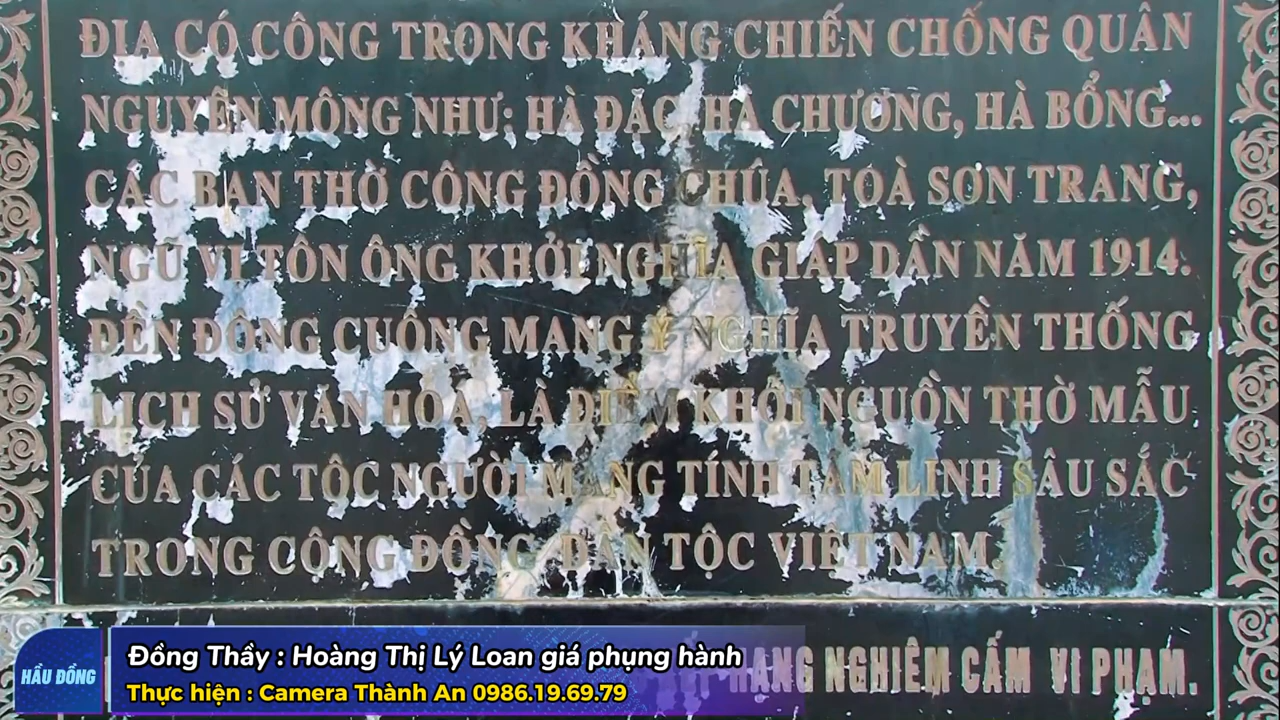 ĐỊA CÓ CÔNG TRONG KHÁNG CHIẾN CHỐNG QUÂN
NGUYÊN MÔNG NHƯ: HÀ ĐẶC, HÀ CHƯƠNG, HÀ BỔNG...
CÁC BAN THỜ CÔNG ĐỒNG CHÚA, TOÀ SƠN TRANG,
NGŨ VỊ TÔN ÔNG KHỞI NGHĨA GIÁP DẦN NĂM 1914.
ĐỀN ĐÔNG CUÔNG MANG Ý NGHĨA TRUYỀN THỐNG
LỊCH SỬ VĂN HÓA, LÀ ĐIỂM KHỞI NGUỒN THỜ MẪU
CỦA CÁC TỘC NGƯỜI MANG TÍNH TÂM LINH SÂU SẮC
TRONG CỘNG ĐỒNG DÂN TỘC VIỆT NAM.
HẠNG NGHIÊM CẤM VI PHẠM.
HẦU ĐỒNG
Đồng Thầy : Hoàng Thị Lý Loan giá phụng hành
Thực hiện : Camera Thành An 0986.19.69.79